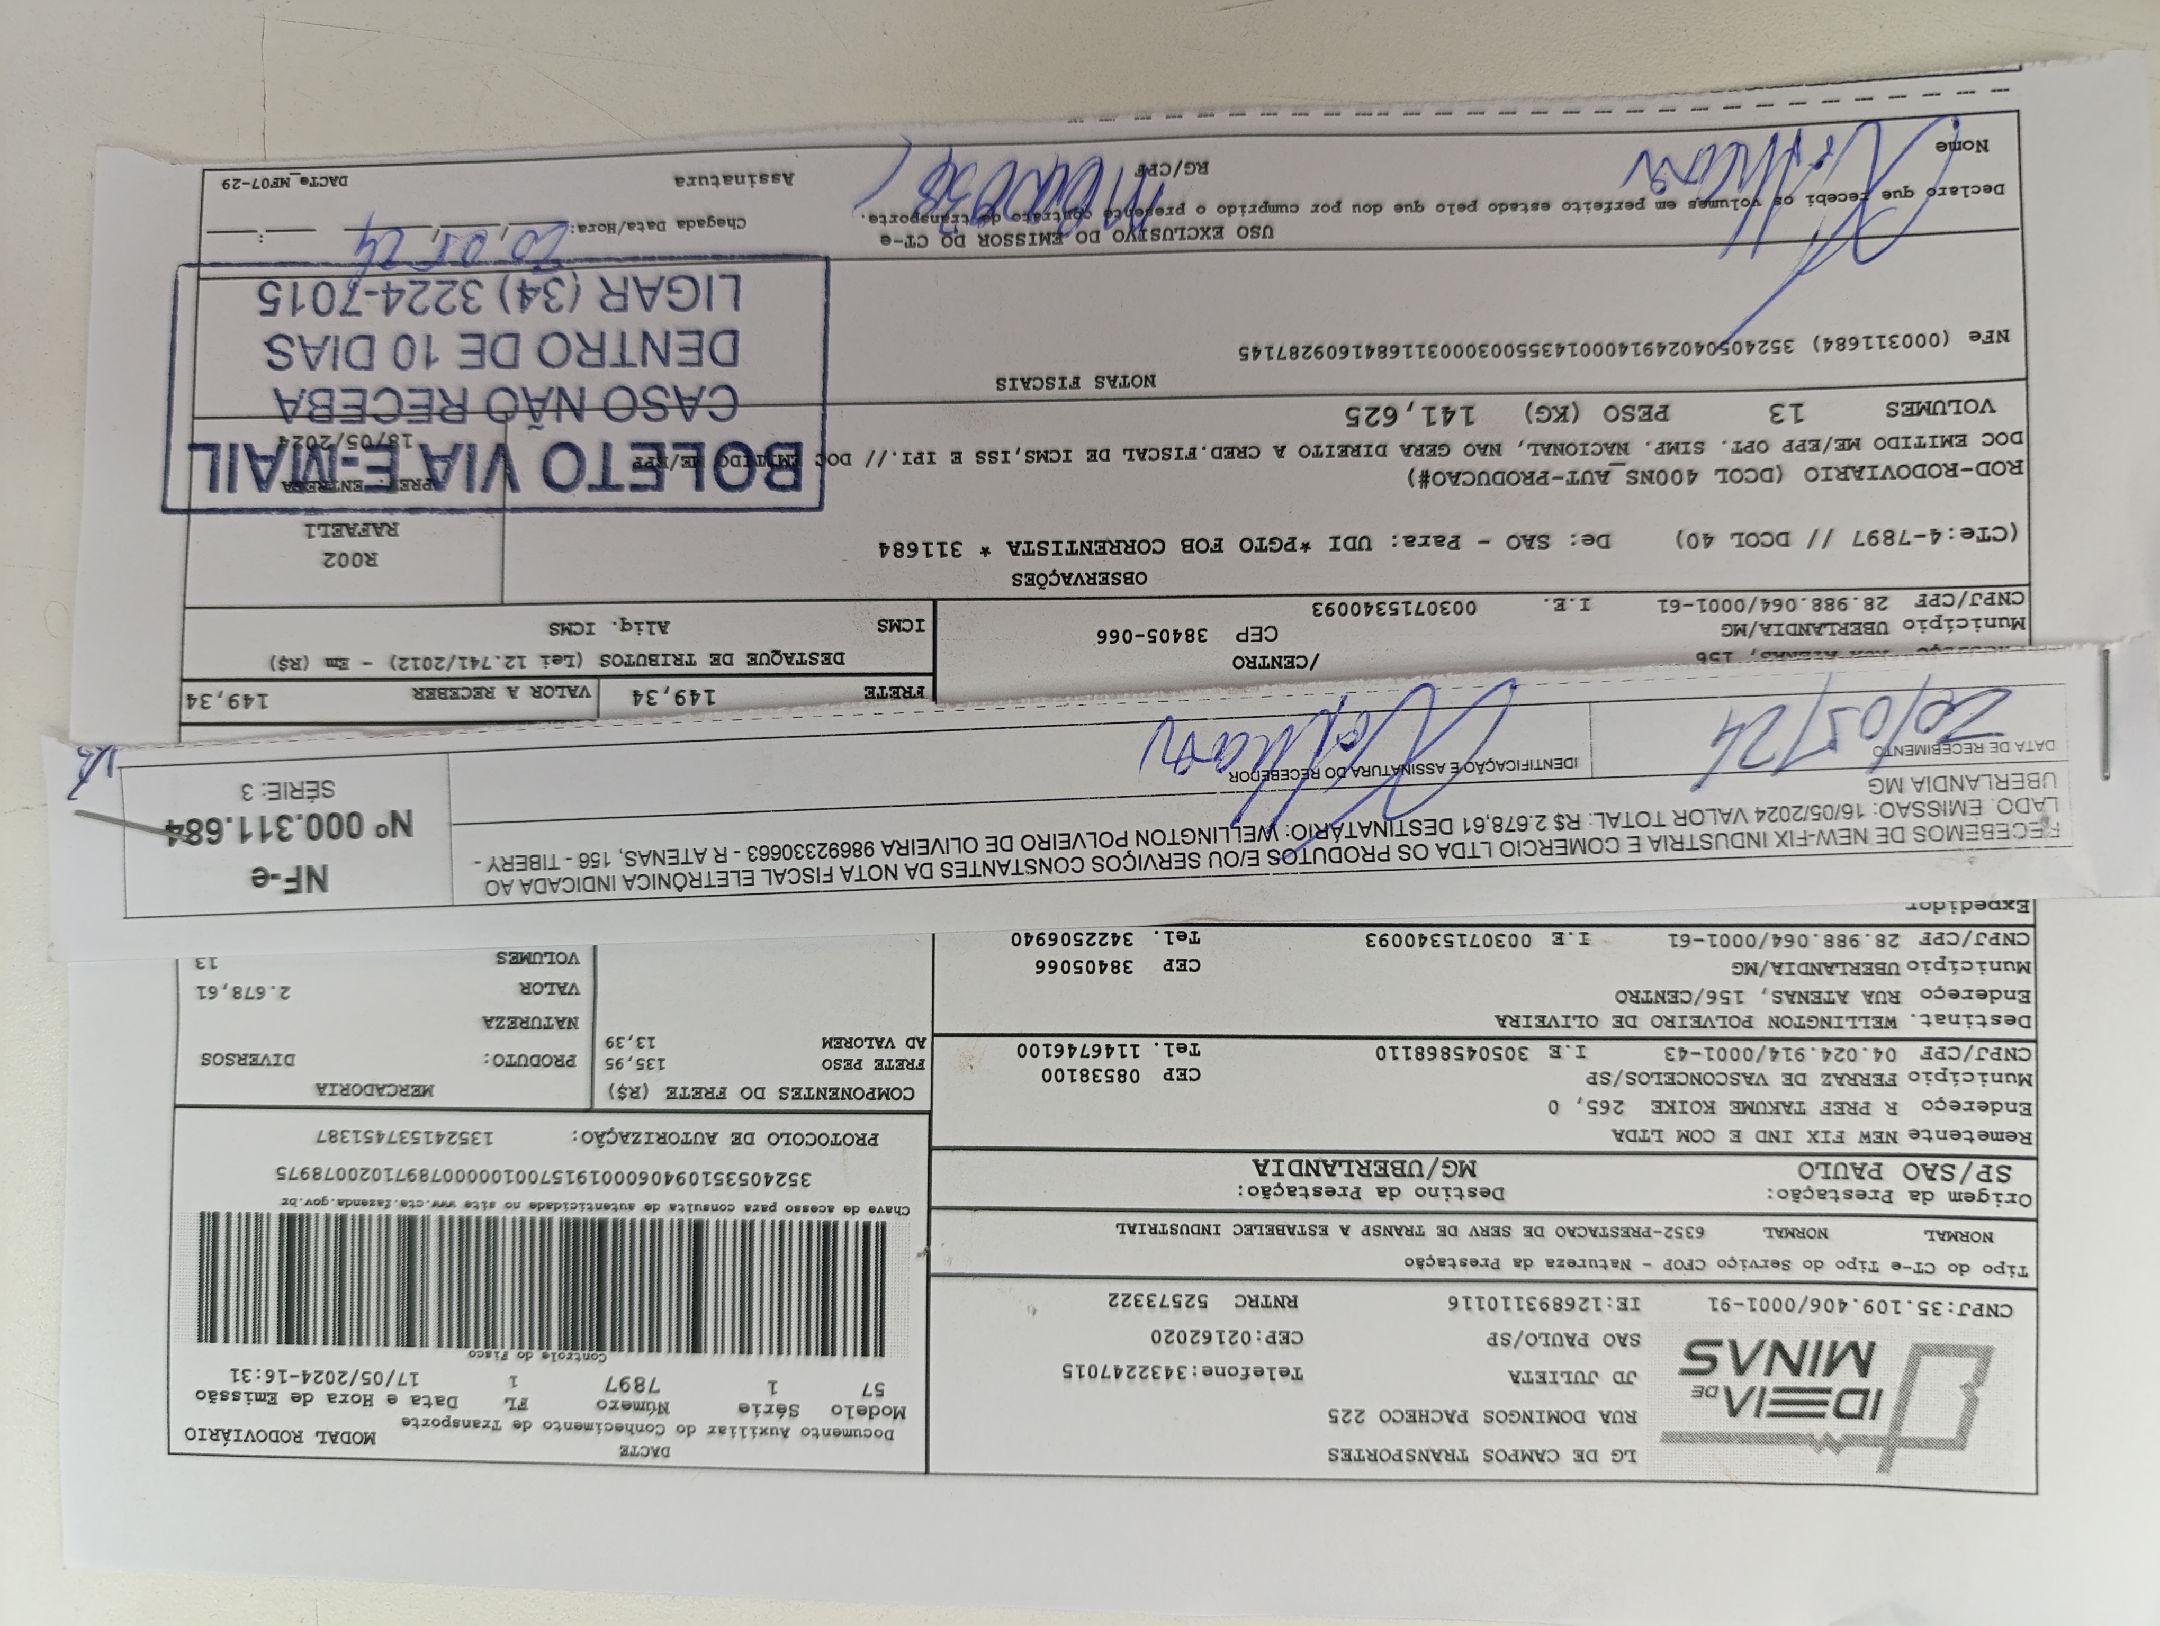 IDEIA DE MINAS
LG DE CAMPOS TRANSPORTES
RUA DOMINGOS PACHECO 225
JD JULIETA Telefone:3432247015
SAO PAULO/SP CEP:02162020
CNPJ:35.109.406/0001-91 IE:126893110116 RNTRC 52573322
DACTE
Documento Auxiliar do Conhecimento de Transporte
MODAL RODOVIÁRIO
Modelo Série Número FL Data e Hora de Emissão
57 1 7897 1 17/05/2024-16:31
Controle do Fisco
Chave de acesso para consulta de autenticidade no site www.cte.fazenda.gov.br
PROTOCOLO DE AUTORIZAÇÃO: 135241537451387
Tipo do CT-e Tipo do Serviço CFOP - Natureza da Prestação
NORMAL NORMAL 6352-PRESTACAO DE SERV DE TRANSP A ESTABELEC INDUSTRIAL
Origem da Prestação: Destino da Prestação:
SP/SAO PAULO MG/UBERLANDIA
Remetente NEW FIX IND E COM LTDA
Endereço R PREF TAKUME KOIKE 265, 0
Município FERRAZ DE VASCONCELOS/SP CEP 08538100
CNPJ/CPF 04.024.914/0001-43 I.E 305045868110 Tel. 1146746100
Destinat. WELLINGTON POLVEIRO DE OLIVEIRA
Endereço RUA ATENAS, 156/CENTRO
Município UBERLANDIA/MG CEP 38405066
CNPJ/CPF 28.988.064/0001-61 I.E 0030715340093 Tel. 3422506940
Expedidor
COMPONENTES DO FRETE (R$)
FRETE PESO 135,95
AD VALOREM 13,39
MERCADORIA
PRODUTO: DIVERSOS
NATUREZA
VALOR 2.678,61
VOLUMES 13
RECEBEMOS DE NEW-FIX INDUSTRIA E COMERCIO LTDA OS PRODUTOS E/OU SERVIÇOS CONSTANTES DA NOTA FISCAL ELETRÔNICA INDICADA AO
LADO. EMISSÃO: 16/05/2024 VALOR TOTAL: R$ 2.678,61 DESTINATÁRIO: WELLINGTON POLVEIRO DE OLIVEIRA 98692330663 - R ATENAS, 156 - TIBERY -
UBERLANDIA MG
DATA DE RECEBIMENTO
20/05/24
IDENTIFICAÇÃO E ASSINATURA DO RECEBEDOR
NF-e
Nº 000.311.684
SÉRIE: 3
FRETE 149,34 VALOR A RECEBER 149,34
RUA ATENAS, 156 /CENTRO
Município UBERLANDIA/MG CEP 38405-066
CNPJ/CPF 28.988.064/0001-61 I.E. 0030715340093
DESTAQUE DE TRIBUTOS (Lei 12.741/2012) - Em (R$)
ICMS Aliq. ICMS
OBSERVAÇÕES
(CTe:4-7897 // DCOL 40) De: SAO - Para: UDI *PGTO FOB CORRENTISTA * 311684
R002
RAFAEL1
ROD-RODOVIARIO (DCOL 400NS_AUT-PRODUCAO#)
PREV. ENTREGA
18/05/2024
DOC EMITIDO ME/EPP OPT. SIMP. NACIONAL, NAO GERA DIREITO A CRED.FISCAL DE ICMS,ISS E IPI.// DOC EMITIDO ME/EPP
VOLUMES 13 PESO (KG) 141,625
NOTAS FISCAIS
NFe (000311684) 35240504024914000143550030003116841609287145
BOLETO VIA E-MAIL
CASO NÃO RECEBA
DENTRO DE 10 DIAS
LIGAR (34) 3224-7015
USO EXCLUSIVO DO EMISSOR DO CT-e
Declaro que recebi os volumes em perfeito estado pelo que dou por cumprido o presente contrato de transporte.
Chegada Data/Hora: 20,05,24
Nome RG/CPF Assinatura
DACTe_MF07-29